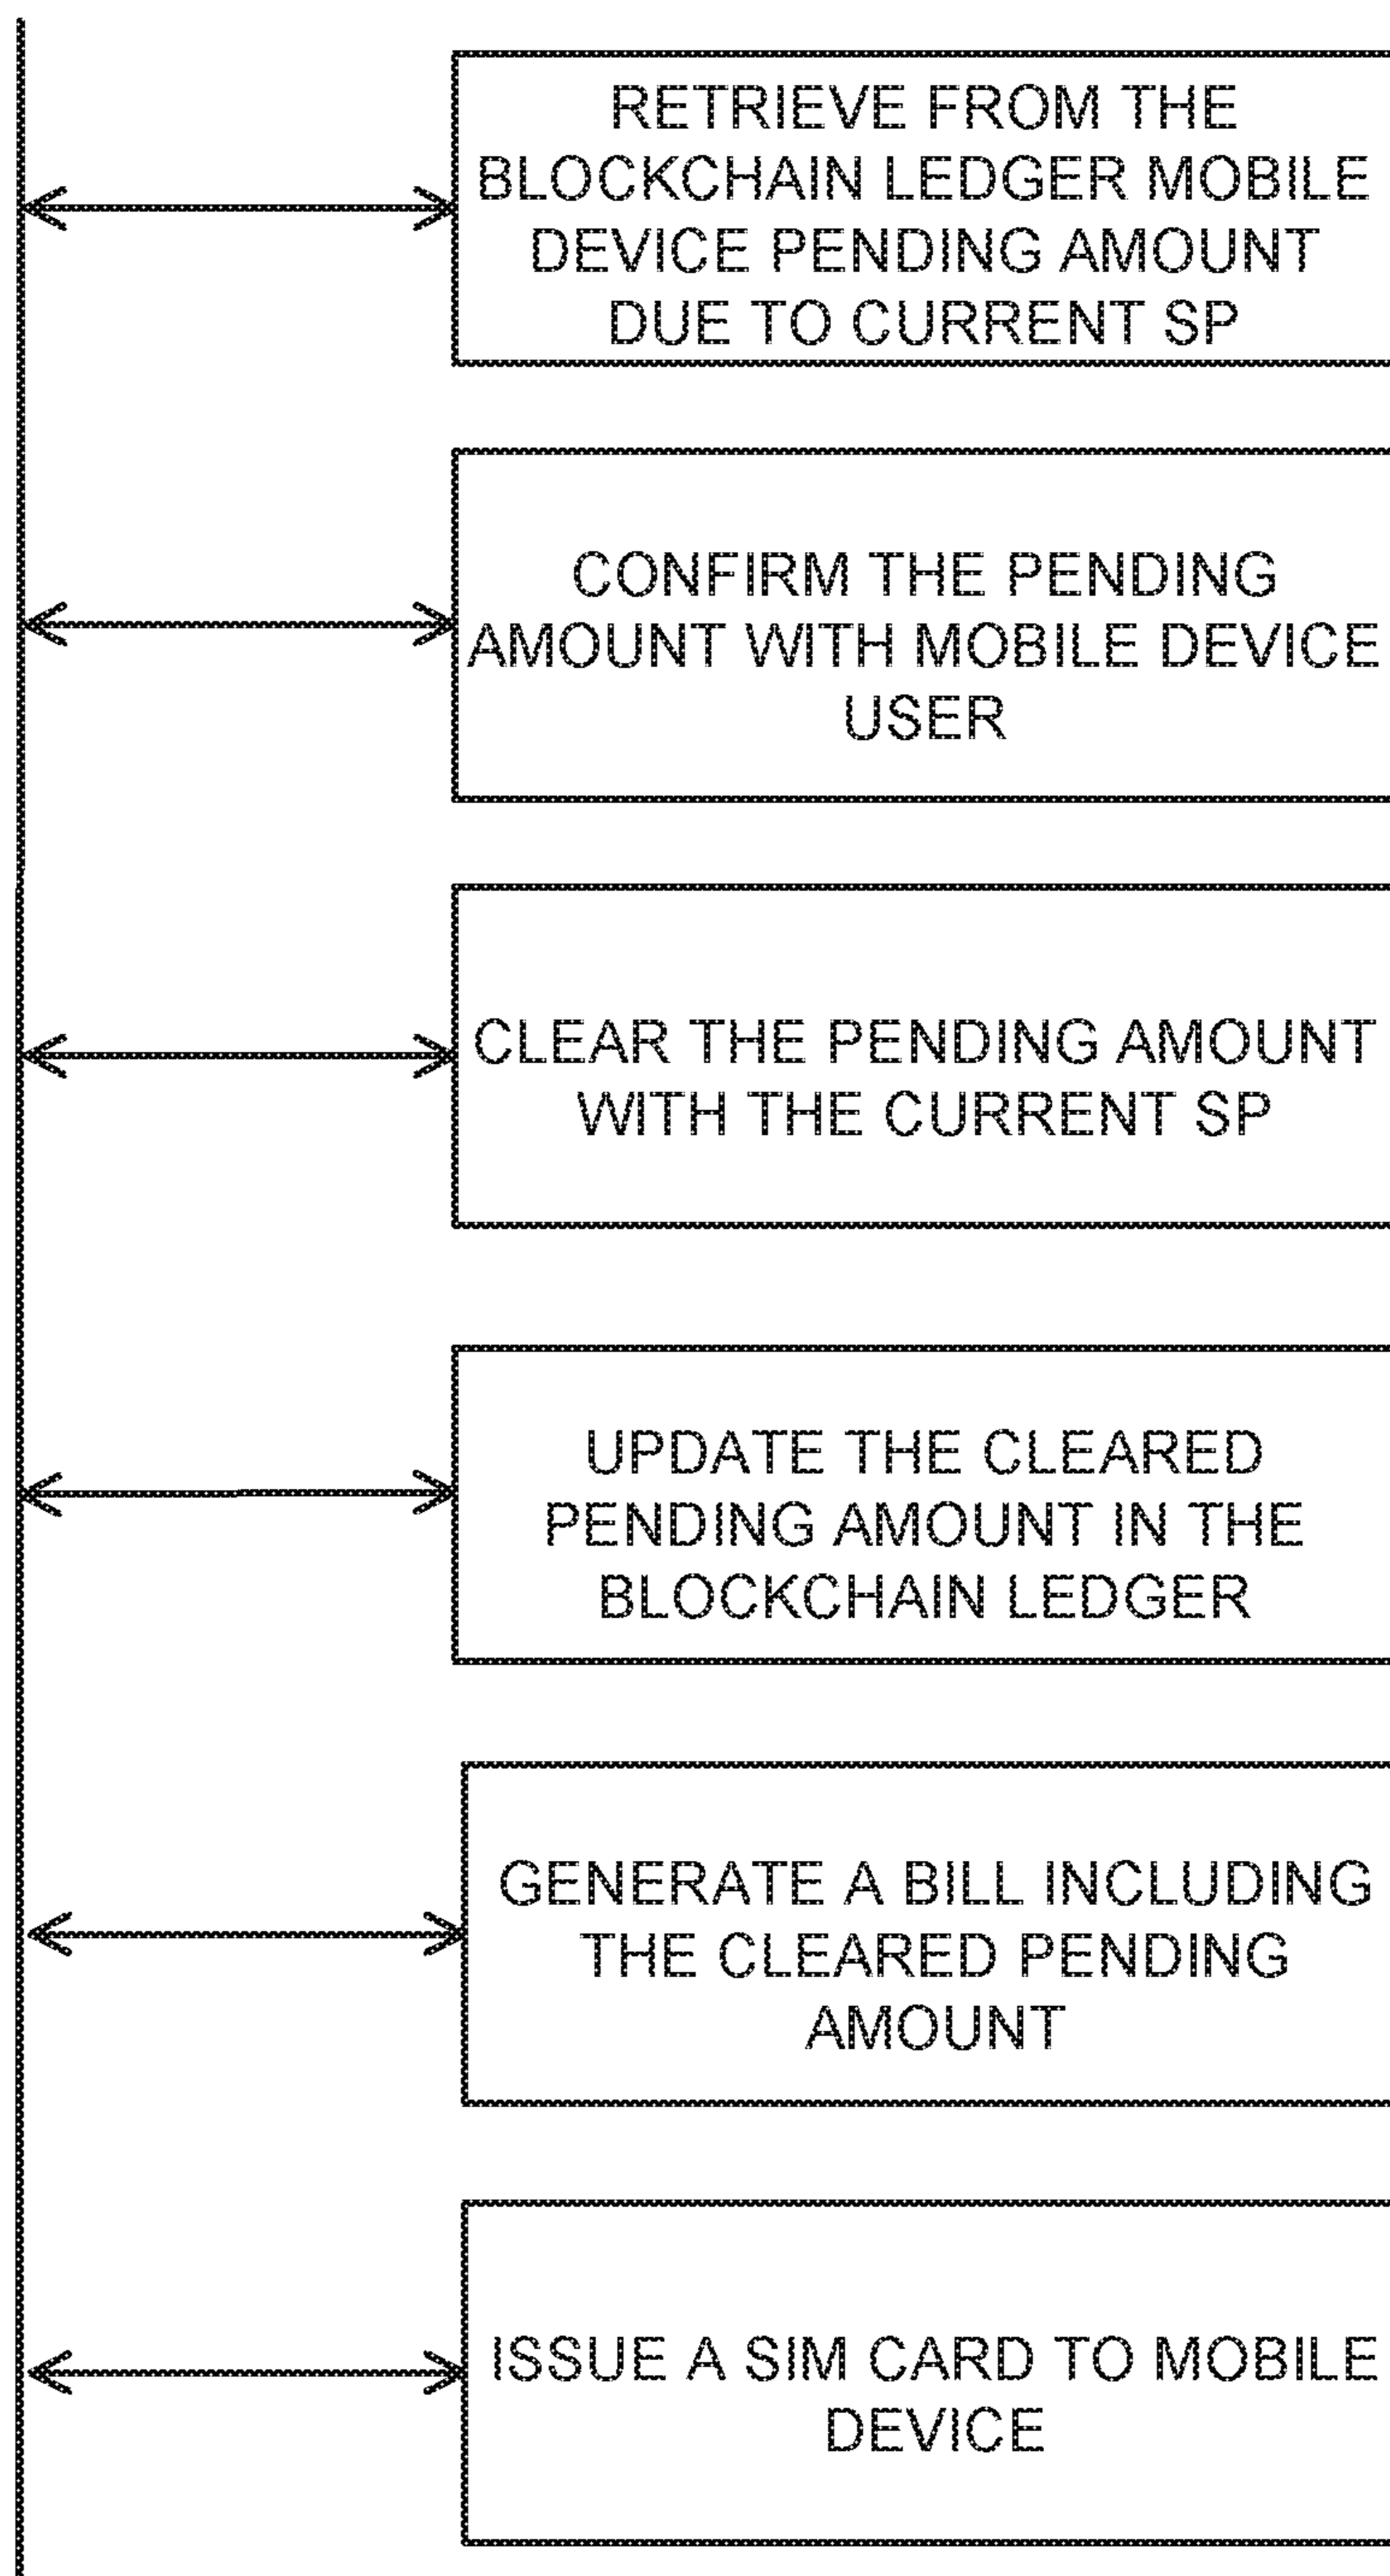 RETRIEVE FROM THE
BLOCKCHAIN LEDGER MOBILE
DEVICE PENDING AMOUNT
DUE TO CURRENT SP
CONFIRM THE PENDING
AMOUNT WITH MOBILE DEVICE
USER
CLEAR THE PENDING AMOUNT
WITH THE CURRENT SP
UPDATE THE CLEARED
PENDING AMOUNT IN THE
BLOCKCHAIN LEDGER
GENERATE A BILL INCLUDING
THE CLEARED PENDING
AMOUNT
ISSUE A SIM CARD TO MOBILE
DEVICE